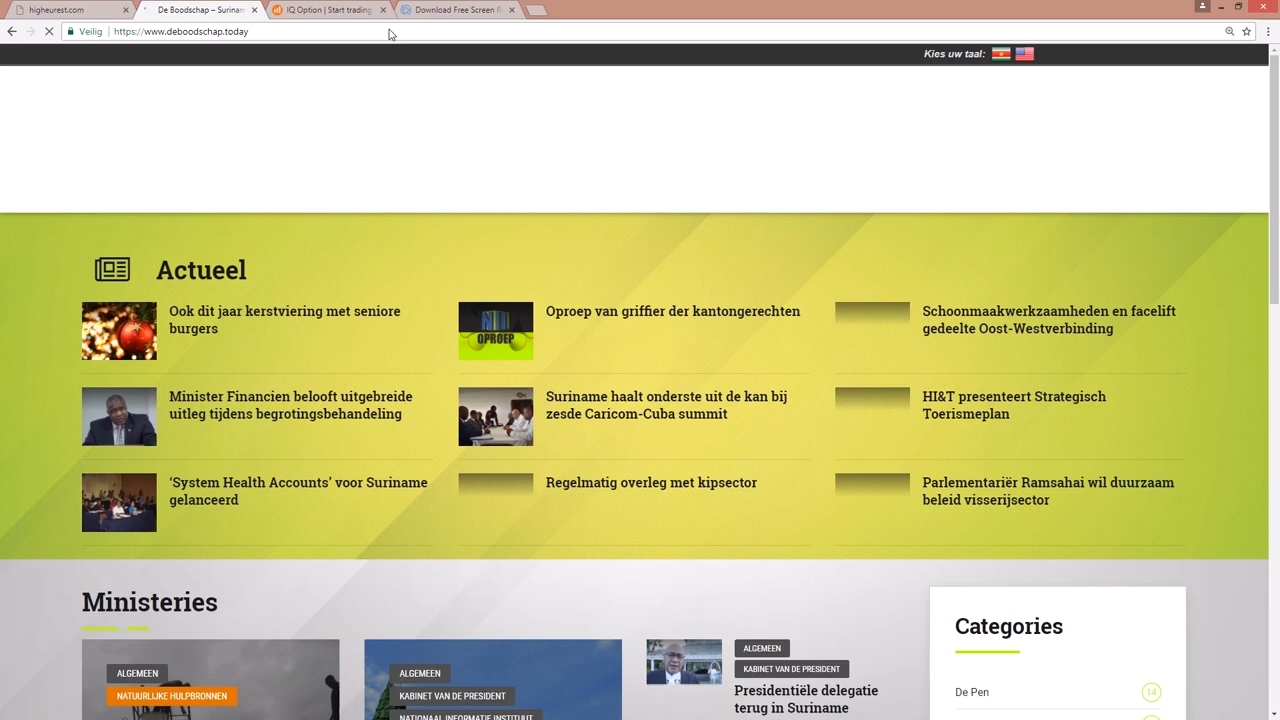 higheurest.com
De Boodschap – Surinam
IQ Option | Start trading
Download Free Screen R
Veilig
https://www.deboodschap.today
Kies uw taal:
Actueel
Ook dit jaar kerstviering met seniore
burgers
Oproep van griffier der kantongerechten
OPROEP
Schoonmaakwerkzaamheden en facelift
gedeelte Oost-Westverbinding
Minister Financien belooft uitgebreide
uitleg tijdens begrotingsbehandeling
Suriname haalt onderste uit de kan bij
zesde Caricom-Cuba summit
HI&T presenteert Strategisch
Toerismeplan
‘System Health Accounts’ voor Suriname
gelanceerd
Regelmatig overleg met kipsector
Parlementariër Ramsahai wil duurzaam
beleid visserijsector
Ministeries
ALGEMEEN
NATUURLIJKE HULPBRONNEN
ALGEMEEN
KABINET VAN DE PRESIDENT
NATIONAAL INFORMATIE INSTITUUT
ALGEMEEN
KABINET VAN DE PRESIDENT
Presidentiële delegatie
terug in Suriname
Categories
De Pen
14